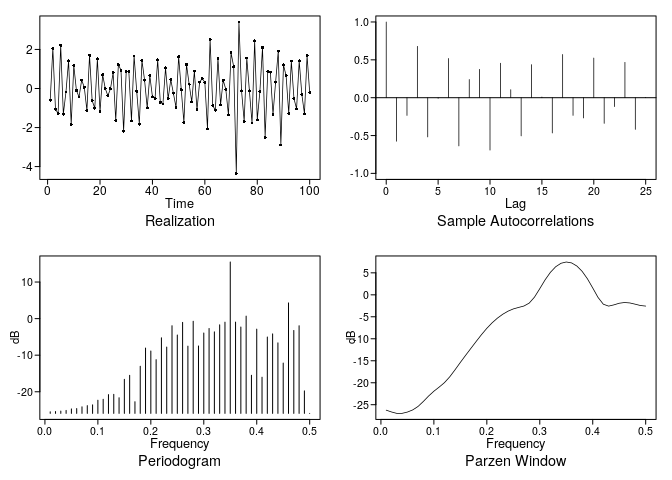 2
0
-2
-4
0 20 40 60 80 100
Time
Realization
1.0
0.5
0.0
-0.5
-1.0
0 5 10 15 20 25
Lag
Sample Autocorrelations
10
0
-10
-20
dB
0.0 0.1 0.2 0.3 0.4 0.5
Frequency
Periodogram
5
0
-5
-10
-15
-20
-25
dB
0.0 0.1 0.2 0.3 0.4 0.5
Frequency
Parzen Window